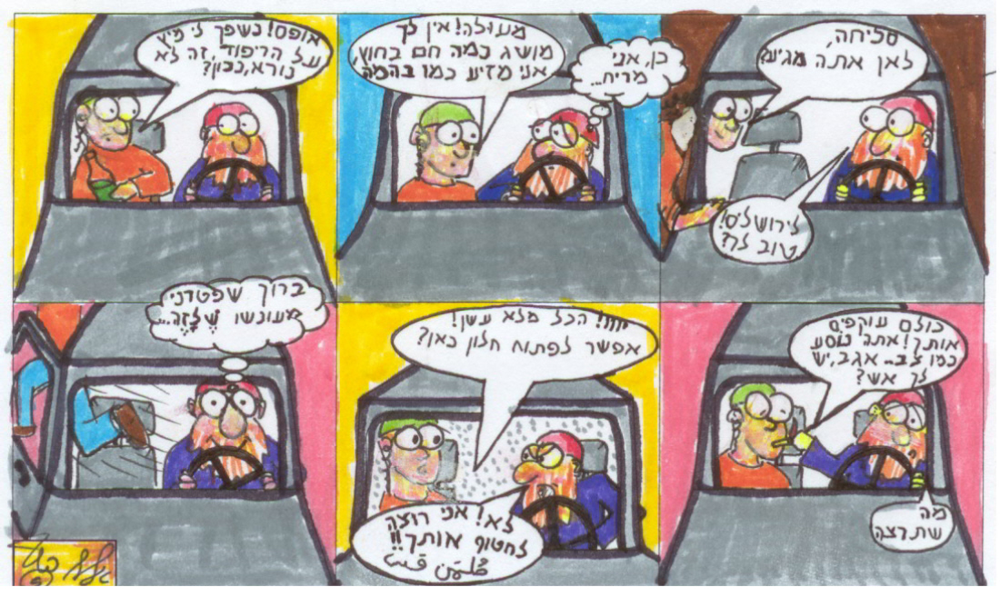 סליחה,
לאן אתה מגיע?
לירושלים!
טוב לך?
מעולה! אין לך
מושג כמה חם בחוץ,
אני מזיע כמו בהמה
כן, אני
מריח...
אופס! נשפך לי מיץ
על הריפוד, זה לא
נורא, נכון?
כולם עוקפים
אותך! אתה נוסע
כמו צב- אגב, יש
לך אש?
מה
שתרצה
יוו! הכל מלא עשן!
אפשר לפתוח חלון כאן?
לא! אני רוצה
לחטוף אותך!!
ברוך שפטרני
מעונשו שֶלָזֶה...